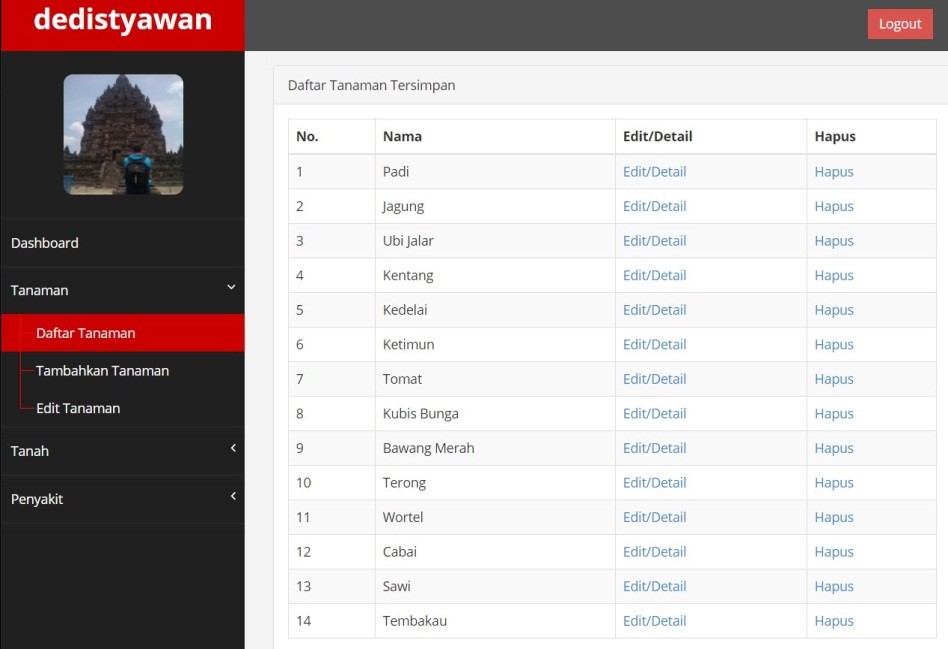 dedistyawan
Logout
Dashboard
Tanaman
Daftar Tanaman
Tambahkan Tanaman
Edit Tanaman
Tanah
Penyakit
Daftar Tanaman Tersimpan
No. Nama Edit/Detail Hapus
1 Padi Edit/Detail Hapus
2 Jagung Edit/Detail Hapus
3 Ubi Jalar Edit/Detail Hapus
4 Kentang Edit/Detail Hapus
5 Kedelai Edit/Detail Hapus
6 Ketimun Edit/Detail Hapus
7 Tomat Edit/Detail Hapus
8 Kubis Bunga Edit/Detail Hapus
9 Bawang Merah Edit/Detail Hapus
10 Terong Edit/Detail Hapus
11 Wortel Edit/Detail Hapus
12 Cabai Edit/Detail Hapus
13 Sawi Edit/Detail Hapus
14 Tembakau Edit/Detail Hapus